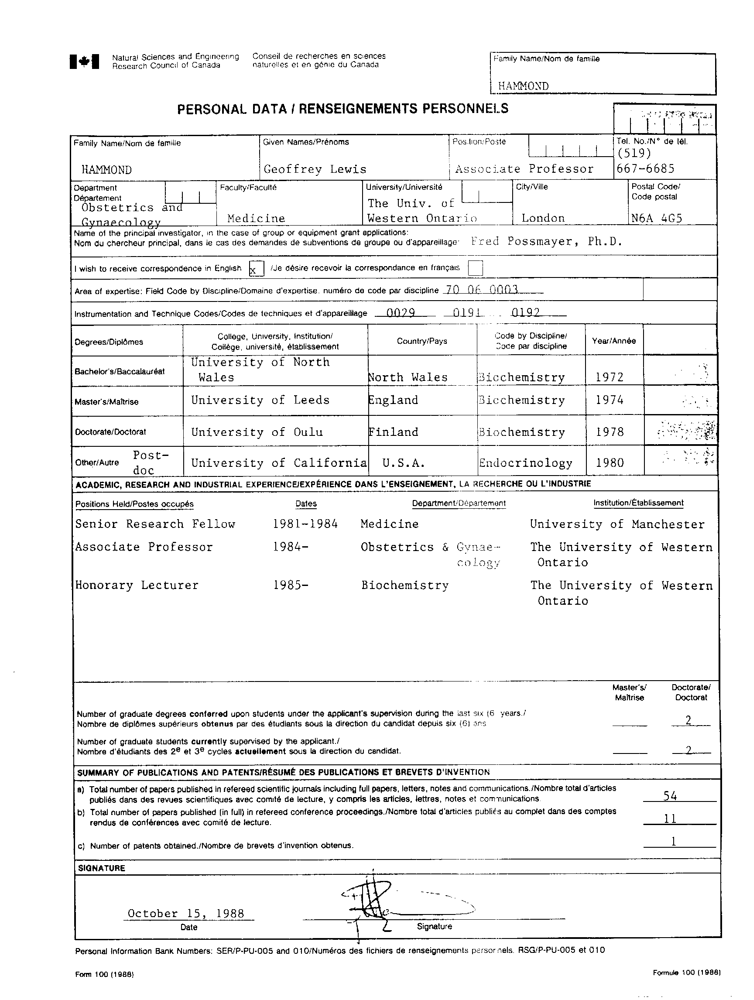 Natural Sciences and Engineering Research Council of Canada
Conseil de recherches en sciences naturelles et en génie du Canada
Family Name/Nom de famille
HAMMOND
PERSONAL DATA / RENSEIGNEMENTS PERSONNELS
Family Name/Nom de famille Given Names/Prénoms Position/Poste Tel. No./N° de tél.
(519)
HAMMOND Geoffrey Lewis Associate Professor 667-6685
Department Faculty/Faculté University/Université City/Ville Postal Code/
Département Code postal
Obstetrics and The Univ. of
Gynaecology Medicine Western Ontario London N6A 4G5
Name of the principal investigator, in the case of group or equipment grant applications:
Nom du chercheur principal, dans le cas des demandes de subventions de groupe ou d'appareillage: Fred Possmayer, Ph.D.
I wish to receive correspondence in English x /Je désire recevoir la correspondance en français
Area of expertise: Field Code by Discipline/Domaine d'expertise: numéro de code par discipline 70 06 0003
Instrumentation and Technique Codes/Codes de techniques et d'appareillage 0029 0191 0192
Degrees/Diplômes College, University, Institution/ Country/Pays Code by Discipline/ Year/Année
Collège, université, établissement Code par discipline
Bachelor's/Baccalauréat University of North Wales North Wales Biochemistry 1972
Master's/Maîtrise University of Leeds England Biochemistry 1974
Doctorate/Doctorat University of Oulu Finland Biochemistry 1978
Other/Autre Post-doc University of California U.S.A. Endocrinology 1980
ACADEMIC, RESEARCH AND INDUSTRIAL EXPERIENCE/EXPÉRIENCE DANS L'ENSEIGNEMENT, LA RECHERCHE OU L'INDUSTRIE
Positions Held/Postes occupés Dates Department/Département Institution/Établissement
Senior Research Fellow 1981-1984 Medicine University of Manchester
Associate Professor 1984- Obstetrics & Gynae- The University of Western
cology Ontario
Honorary Lecturer 1985- Biochemistry The University of Western
Ontario
Master's/ Doctorate/
Maîtrise Doctorat
Number of graduate degrees conferred upon students under the applicant's supervision during the last six (6) years./
Nombre de diplômes supérieurs obtenus par des étudiants sous la direction du candidat depuis six (6) ans. 2
Number of graduate students currently supervised by the applicant./
Nombre d'étudiants des 2e et 3e cycles actuellement sous la direction du candidat. 2
SUMMARY OF PUBLICATIONS AND PATENTS/RÉSUMÉ DES PUBLICATIONS ET BREVETS D'INVENTION
a) Total number of papers published in refereed scientific journals including full papers, letters, notes and communications./Nombre total d'articles
publiés dans des revues scientifiques avec comité de lecture, y compris les articles, lettres, notes et communications. 54
b) Total number of papers published (in full) in refereed conference proceedings./Nombre total d'articles publiés au complet dans des comptes
rendus de conférences avec comité de lecture. 11
c) Number of patents obtained./Nombre de brevets d'invention obtenus. 1
SIGNATURE
October 15, 1988
Date Signature
Personal Information Bank Numbers: SER/P-PU-005 and 010/Numéros des fichiers de renseignements personnels: RSG/P-PU-005 et 010
Form 100 (1988) Formule 100 (1988)